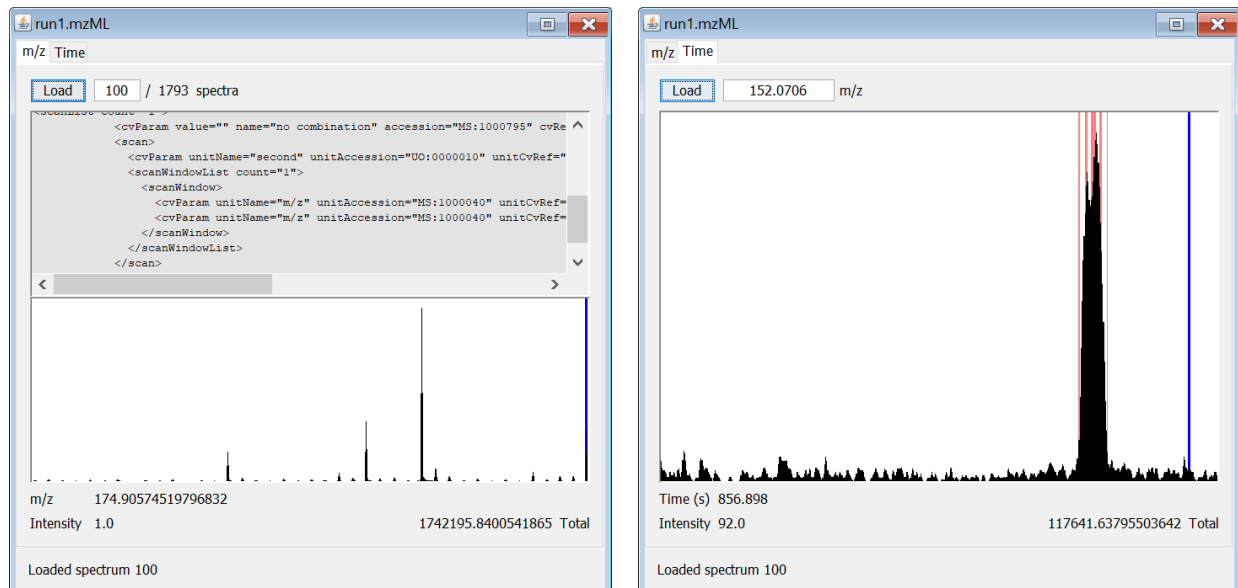 run1.mzML
m/z Time
Load 100 / 1793 spectra
<scanList count="1">
<cvParam value="" name="no combination" accession="MS:1000795" cvRe
<scan>
<cvParam unitName="second" unitAccession="UO:0000010" unitCvRef="
<scanWindowList count="1">
<scanWindow>
<cvParam unitName="m/z" unitAccession="MS:1000040" unitCvRef=
<cvParam unitName="m/z" unitAccession="MS:1000040" unitCvRef=
</scanWindow>
</scanWindowList>
</scan>
m/z 174.90574519796832
Intensity 1.0 1742195.8400541865 Total
Loaded spectrum 100
run1.mzML
m/z Time
Load 152.0706 m/z
Time (s) 856.898
Intensity 92.0 117641.63795503642 Total
Loaded spectrum 100